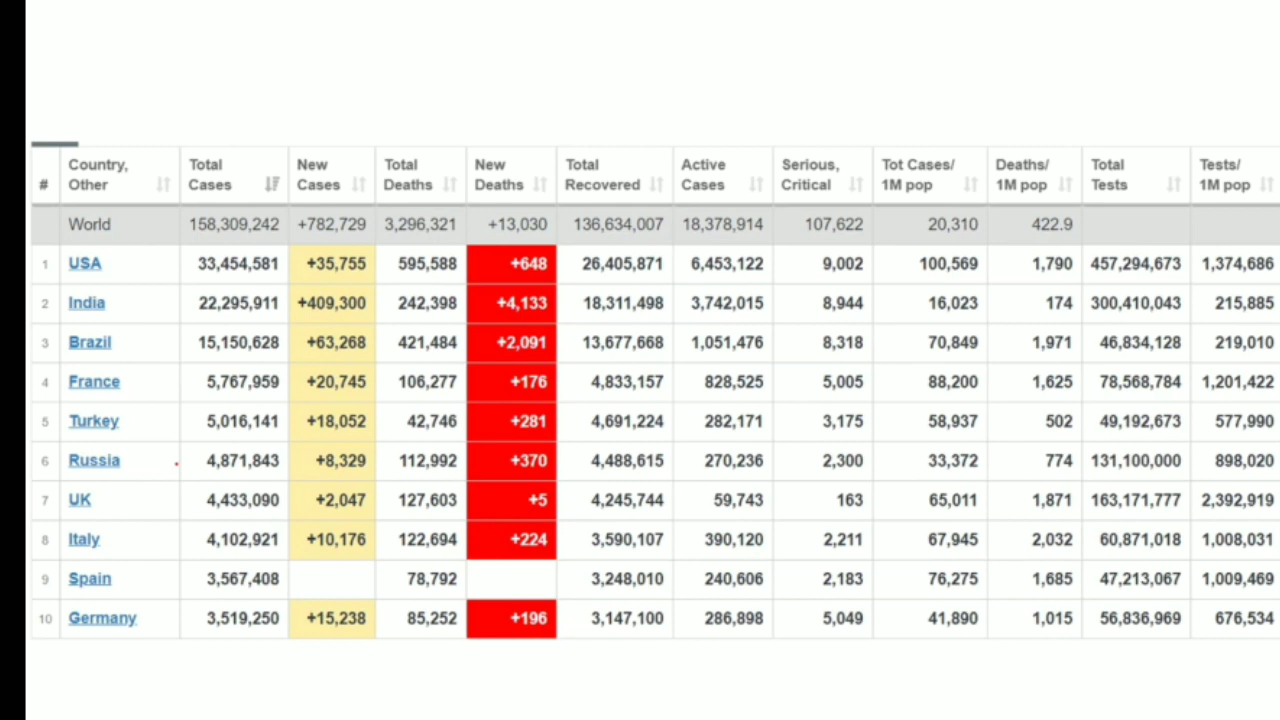 # Country, Other Total Cases New Cases Total Deaths New Deaths Total Recovered Active Cases Serious, Critical Tot Cases/ 1M pop Deaths/ 1M pop Total Tests Tests/ 1M pop
World 158,309,242 +782,729 3,296,321 +13,030 136,634,007 18,378,914 107,622 20,310 422.9
1 USA 33,454,581 +35,755 595,588 +648 26,405,871 6,453,122 9,002 100,569 1,790 457,294,673 1,374,686
2 India 22,295,911 +409,300 242,398 +4,133 18,311,498 3,742,015 8,944 16,023 174 300,410,043 215,885
3 Brazil 15,150,628 +63,268 421,484 +2,091 13,677,668 1,051,476 8,318 70,849 1,971 46,834,128 219,010
4 France 5,767,959 +20,745 106,277 +176 4,833,157 828,525 5,005 88,200 1,625 78,568,784 1,201,422
5 Turkey 5,016,141 +18,052 42,746 +281 4,691,224 282,171 3,175 58,937 502 49,192,673 577,990
6 Russia 4,871,843 +8,329 112,992 +370 4,488,615 270,236 2,300 33,372 774 131,100,000 898,020
7 UK 4,433,090 +2,047 127,603 +5 4,245,744 59,743 163 65,011 1,871 163,171,777 2,392,919
8 Italy 4,102,921 +10,176 122,694 +224 3,590,107 390,120 2,211 67,945 2,032 60,871,018 1,008,031
9 Spain 3,567,408 78,792 3,248,010 240,606 2,183 76,275 1,685 47,213,067 1,009,469
10 Germany 3,519,250 +15,238 85,252 +196 3,147,100 286,898 5,049 41,890 1,015 56,836,969 676,534